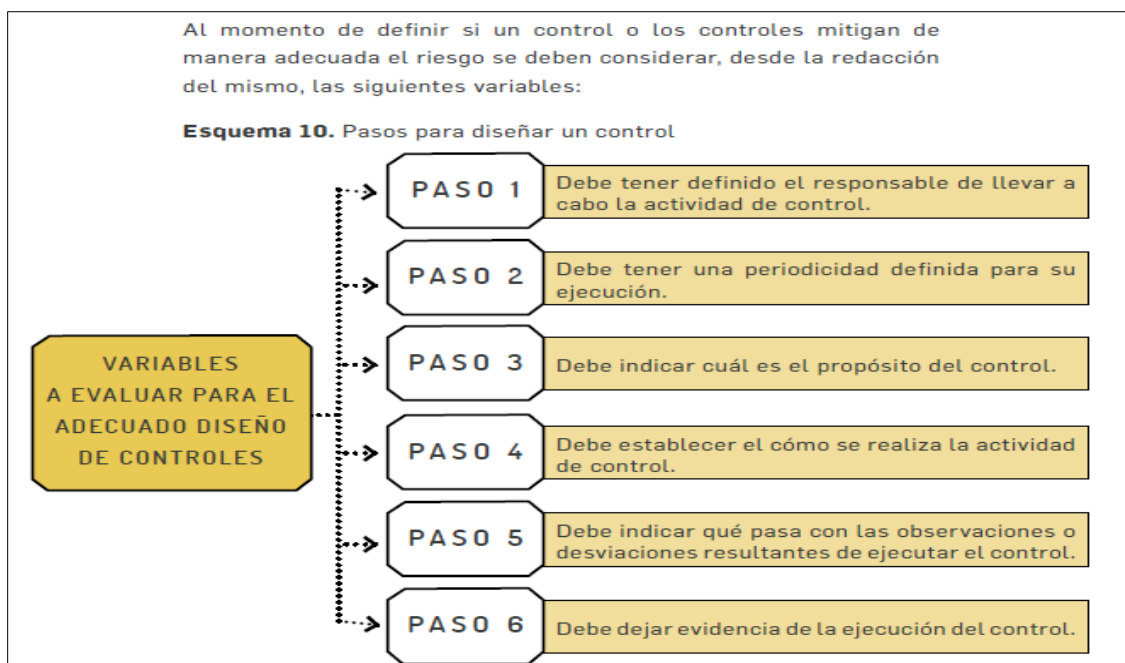 Al momento de definir si un control o los controles mitigan de
manera adecuada el riesgo se deben considerar, desde la redacción
del mismo, las siguientes variables:
Esquema 10. Pasos para diseñar un control
VARIABLES
A EVALUAR PARA EL
ADECUADO DISEÑO
DE CONTROLES
PASO 1
Debe tener definido el responsable de llevar a
cabo la actividad de control.
PASO 2
Debe tener una periodicidad definida para su
ejecución.
PASO 3
Debe indicar cuál es el propósito del control.
PASO 4
Debe establecer el cómo se realiza la actividad
de control.
PASO 5
Debe indicar qué pasa con las observaciones o
desviaciones resultantes de ejecutar el control.
PASO 6
Debe dejar evidencia de la ejecución del control.